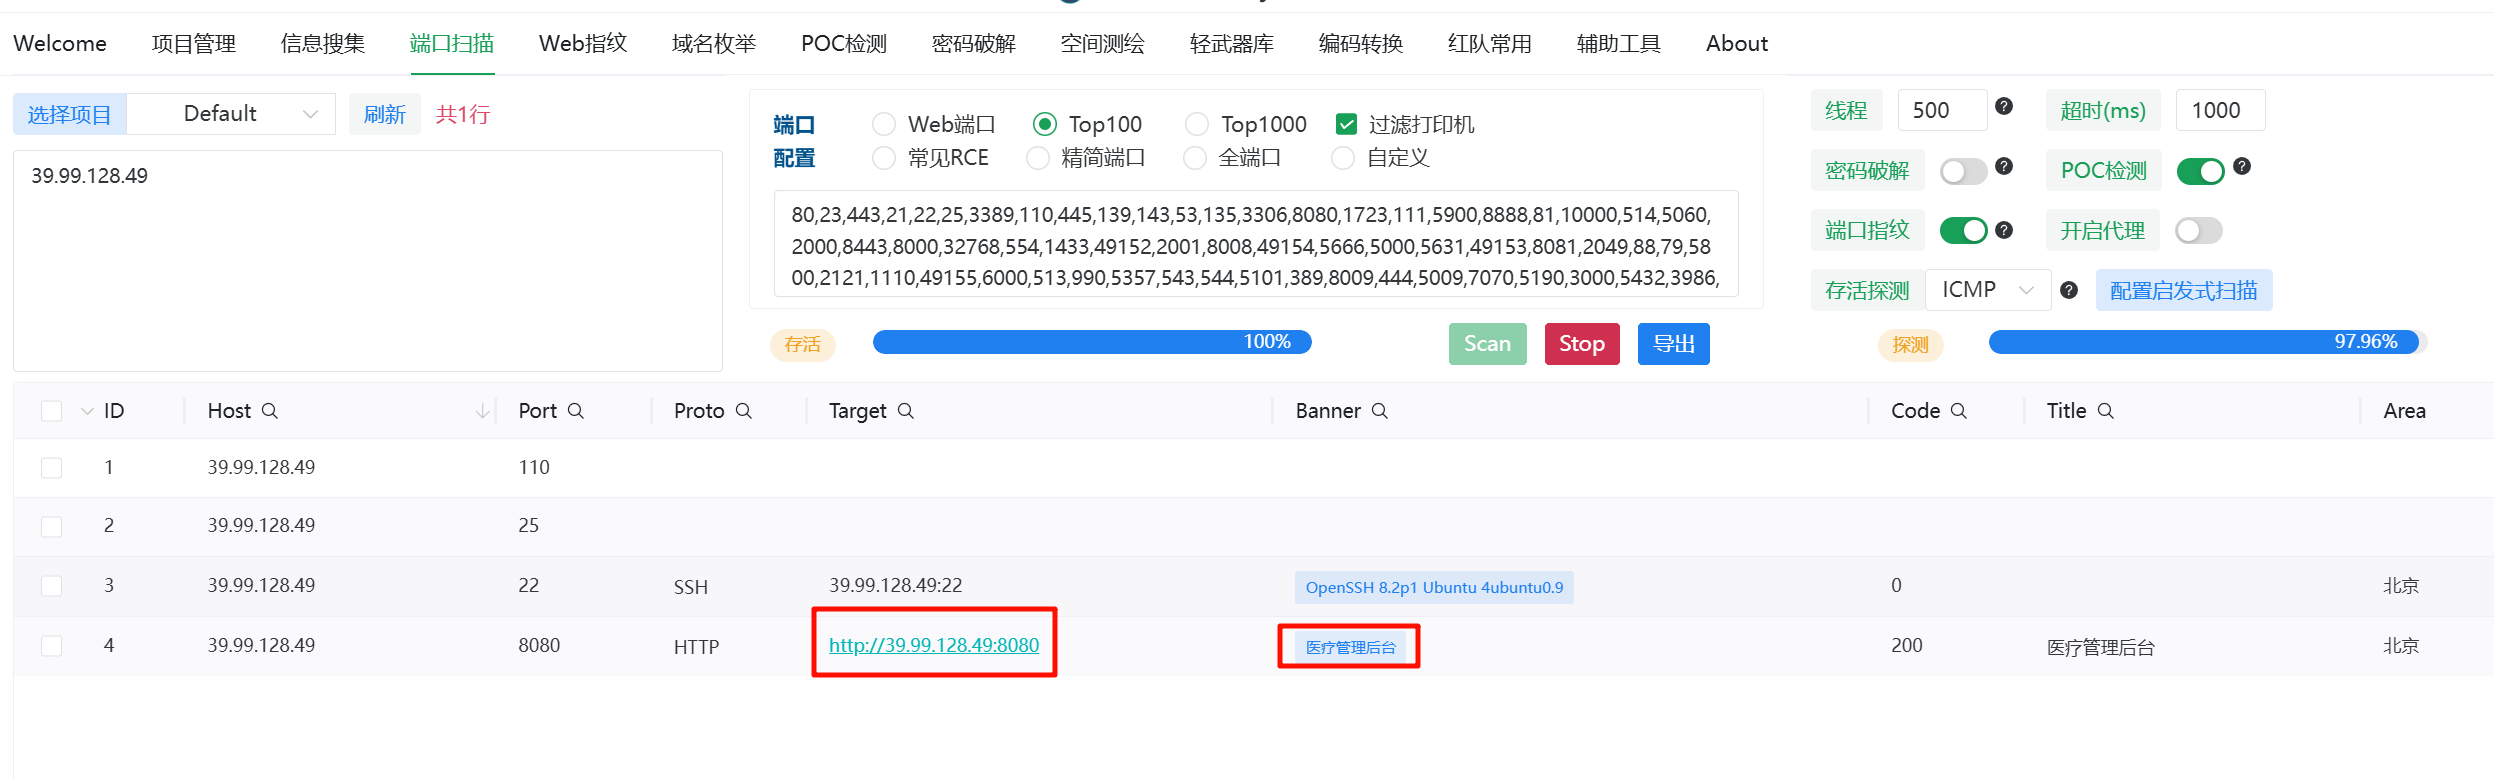 Welcome 项目管理 信息搜集 端口扫描 Web指纹 域名枚举 POC检测 密码破解 空间测绘 轻武器库 编码转换 红队常用 辅助工具 About
选择项目 Default 刷新 共1行
39.99.128.49
端口 Web端口 Top100 Top1000 过滤打印机
配置 常见RCE 精简端口 全端口 自定义
80,23,443,21,22,25,3389,110,445,139,143,53,135,3306,8080,1723,111,5900,8888,81,10000,514,5060,
2000,8443,8000,32768,554,1433,49152,2001,8008,49154,5666,5000,5631,49153,8081,2049,88,79,58
00,2121,1110,49155,6000,513,990,5357,543,544,5101,389,8009,444,5009,7070,5190,3000,5432,3986,
线程 500 ? 超时(ms) 1000
密码破解 ? POC检测 ?
端口指纹 ? 开启代理
存活探测 ICMP ? 配置启发式扫描
存活 100% Scan Stop 导出 探测 97.96%
ID Host Port Proto Target Banner Code Title Area
1 39.99.128.49 110
2 39.99.128.49 25
3 39.99.128.49 22 SSH 39.99.128.49:22 OpenSSH 8.2p1 Ubuntu 4ubuntu0.9 0 北京
4 39.99.128.49 8080 HTTP http://39.99.128.49:8080 医疗管理后台 200 医疗管理后台 北京